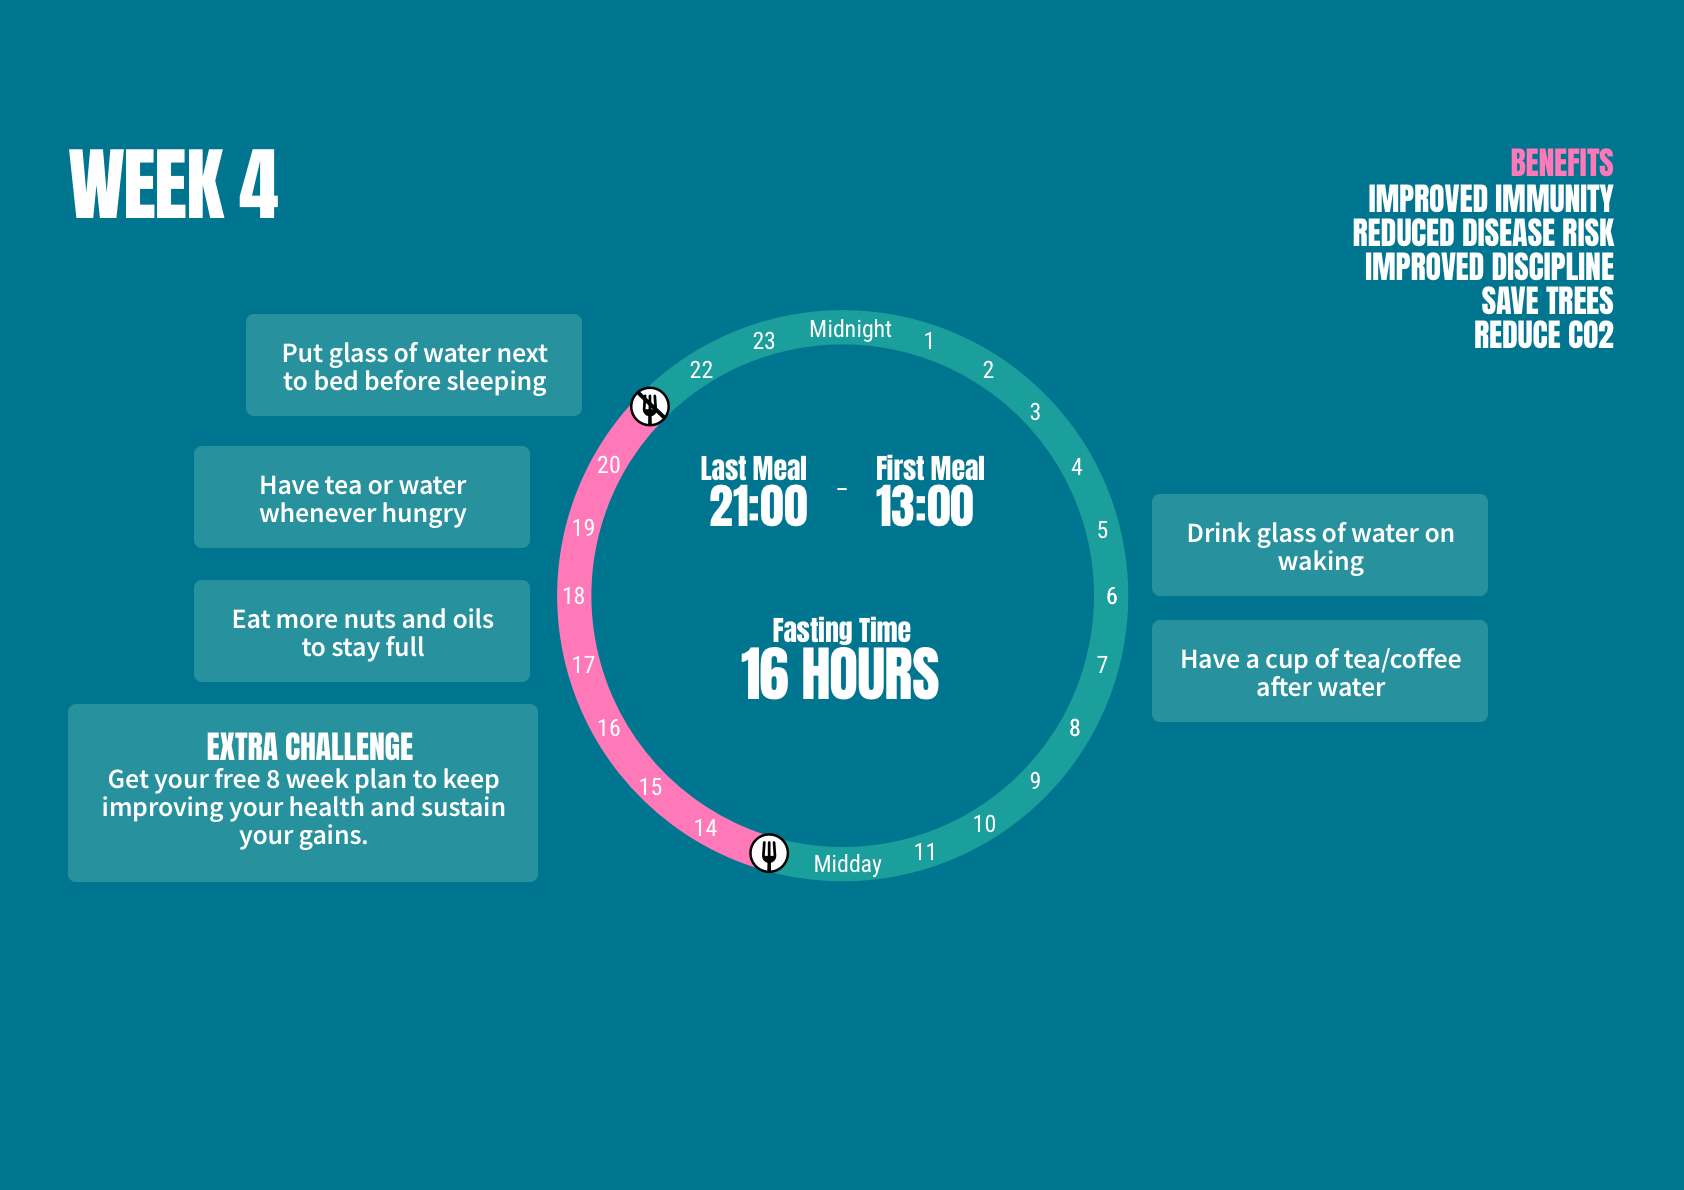 WEEK 4
BENEFITS
IMPROVED IMMUNITY
REDUCED DISEASE RISK
IMPROVED DISCIPLINE
SAVE TREES
REDUCE CO2
Put glass of water next
to bed before sleeping
Have tea or water
whenever hungry
Eat more nuts and oils
to stay full
EXTRA CHALLENGE
Get your free 8 week plan to keep
improving your health and sustain
your gains.
Midnight
1
2
3
4
5
6
7
8
9
10
11
Midday
14
15
16
17
18
19
20
22
23
Last Meal
21:00
-
First Meal
13:00
Fasting Time
16 HOURS
Drink glass of water on
waking
Have a cup of tea/coffee
after water